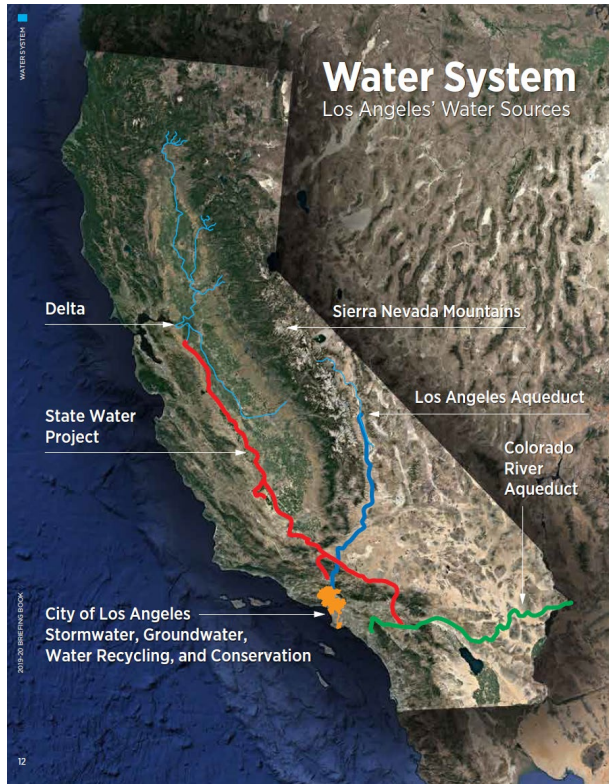 WATER SYSTEM
Water System
Los Angeles’ Water Sources
Delta
Sierra Nevada Mountains
Los Angeles Aqueduct
State Water
Project
Colorado
River
Aqueduct
City of Los Angeles
Stormwater, Groundwater,
Water Recycling, and Conservation
2019-20 BRIEFING BOOK
12